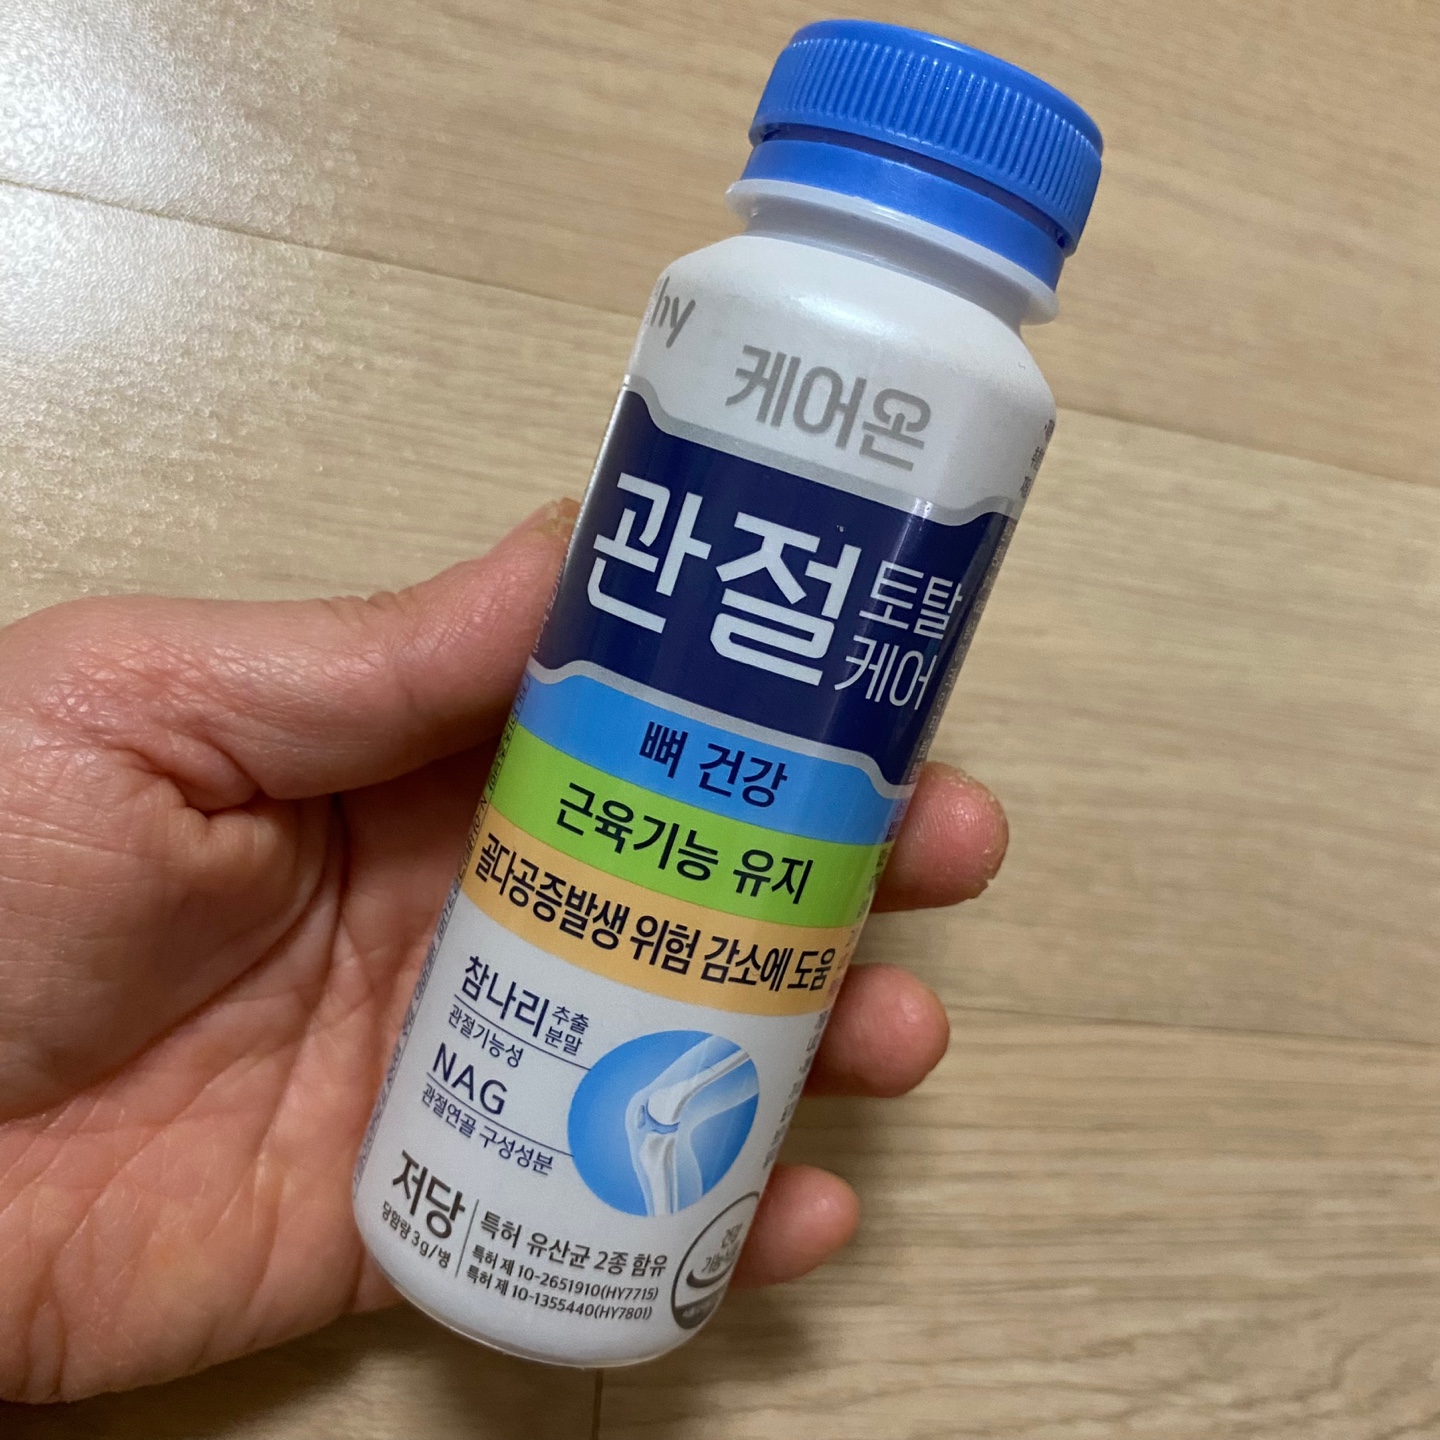 hy
케어온
관절 토탈
케어
뼈 건강
근육기능 유지
골다공증발생 위험 감소에 도움
참나리 추출
분말
관절기능성
NAG
관절연골 구성성분
저당
당함량 3g/병
특허 유산균 2종 함유
특허 제 10-2651910(HY7715)
특허 제 10-1355440(HY7801)
건강